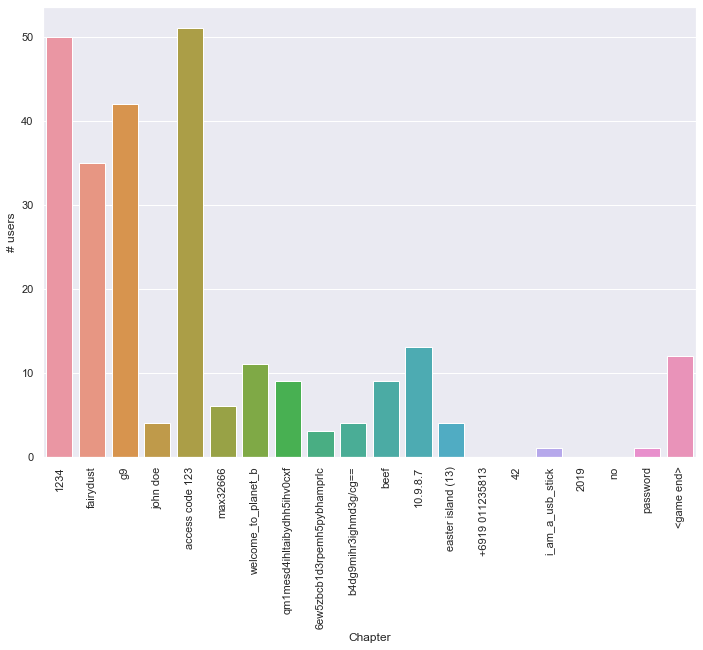 50
40
30
20
10
0
# users
1234
fairydust
g9
john doe
access code 123
max32666
welcome_to_planet_b
qm1mesd4ihltaibydhh5ihv0cxf
6ew5zbcb1d3rpemh5pybhamprlc
b4dg9mihr3ighmd3g/cg==
beef
10.9.8.7
easter island (13)
+6919 011235813
42
i_am_a_usb_stick
2019
no
password
<game end>
Chapter